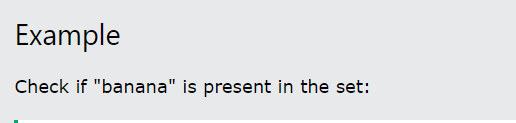 Example
Check if "banana" is present in the set: